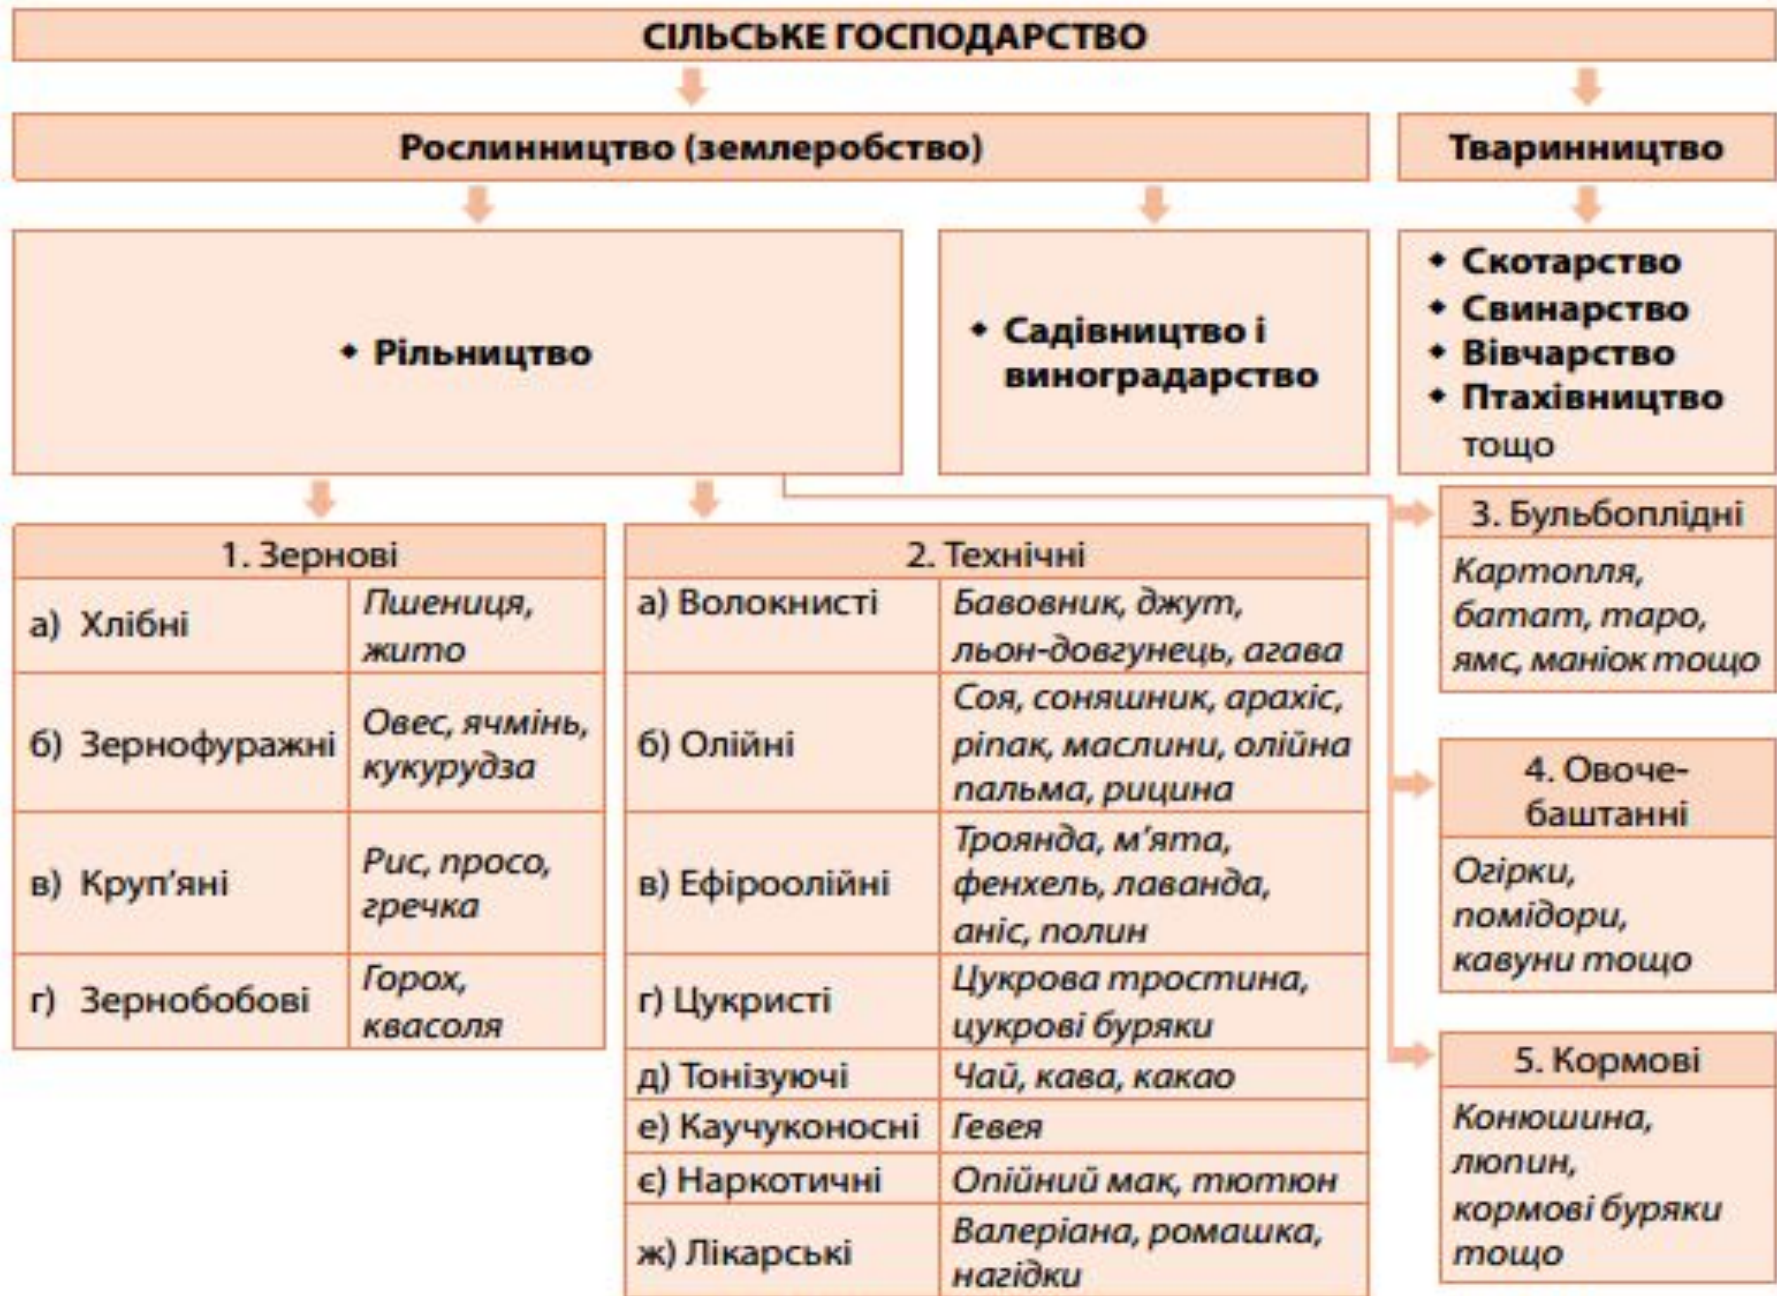 СІЛЬСЬКЕ ГОСПОДАРСТВО
Рослинництво (землеробство)
Тваринництво
• Рільництво
• Садівництво і
виноградарство
• Скотарство
• Свинарство
• Вівчарство
• Птахівництво
тощо
1. Зернові
а) Хлібні
Пшениця,
жито
б) Зернофуражні
Овес, ячмінь,
кукурудза
в) Круп’яні
Рис, просо,
гречка
г) Зернобобові
Горох,
квасоля
2. Технічні
а) Волокнисті
Бавовник, джут,
льон-довгунець, агава
б) Олійні
Соя, соняшник, арахіс,
ріпак, маслини, олійна
пальма, рицина
в) Ефіроолійні
Троянда, м’ята,
фенхель, лаванда,
аніс, полин
г) Цукристі
Цукрова тростина,
цукрові буряки
д) Тонізуючі
Чай, кава, какао
е) Каучуконосні
Гевея
є) Наркотичні
Опійний мак, тютюн
ж) Лікарські
Валеріана, ромашка,
нагідки
3. Бульбоплідні
Картопля,
батат, таро,
ямс, маніок тощо
4. Овоче-
баштанні
Огірки,
помідори,
кавуни тощо
5. Кормові
Конюшина,
люпин,
кормові буряки
тощо